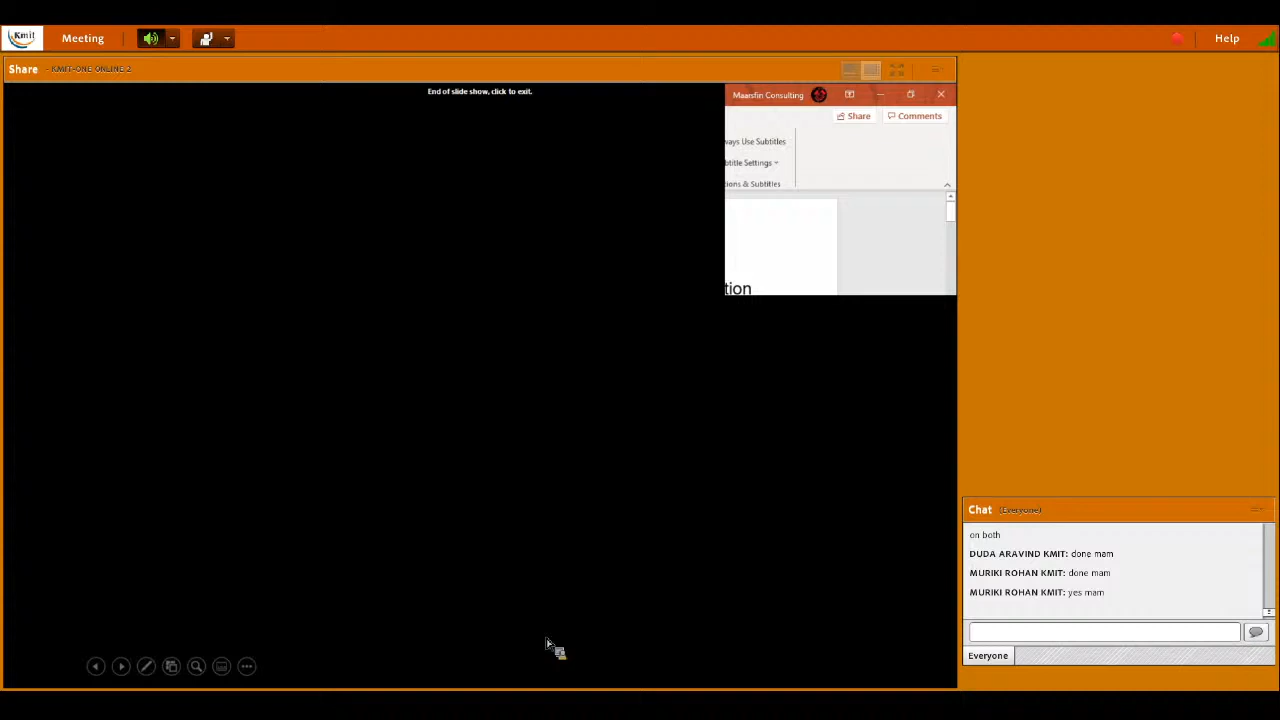 Kmit
Meeting
Help
Share - KMIT-ONE ONLINE 2
End of slide show, click to exit.
Maarsfin Consulting
Share
Comments
ways Use Subtitles
btitle Settings
ions & Subtitles
tion
Chat (Everyone)
on both
DUDA ARAVIND KMIT: done mam
MURIKI ROHAN KMIT: done mam
MURIKI ROHAN KMIT: yes mam
Everyone